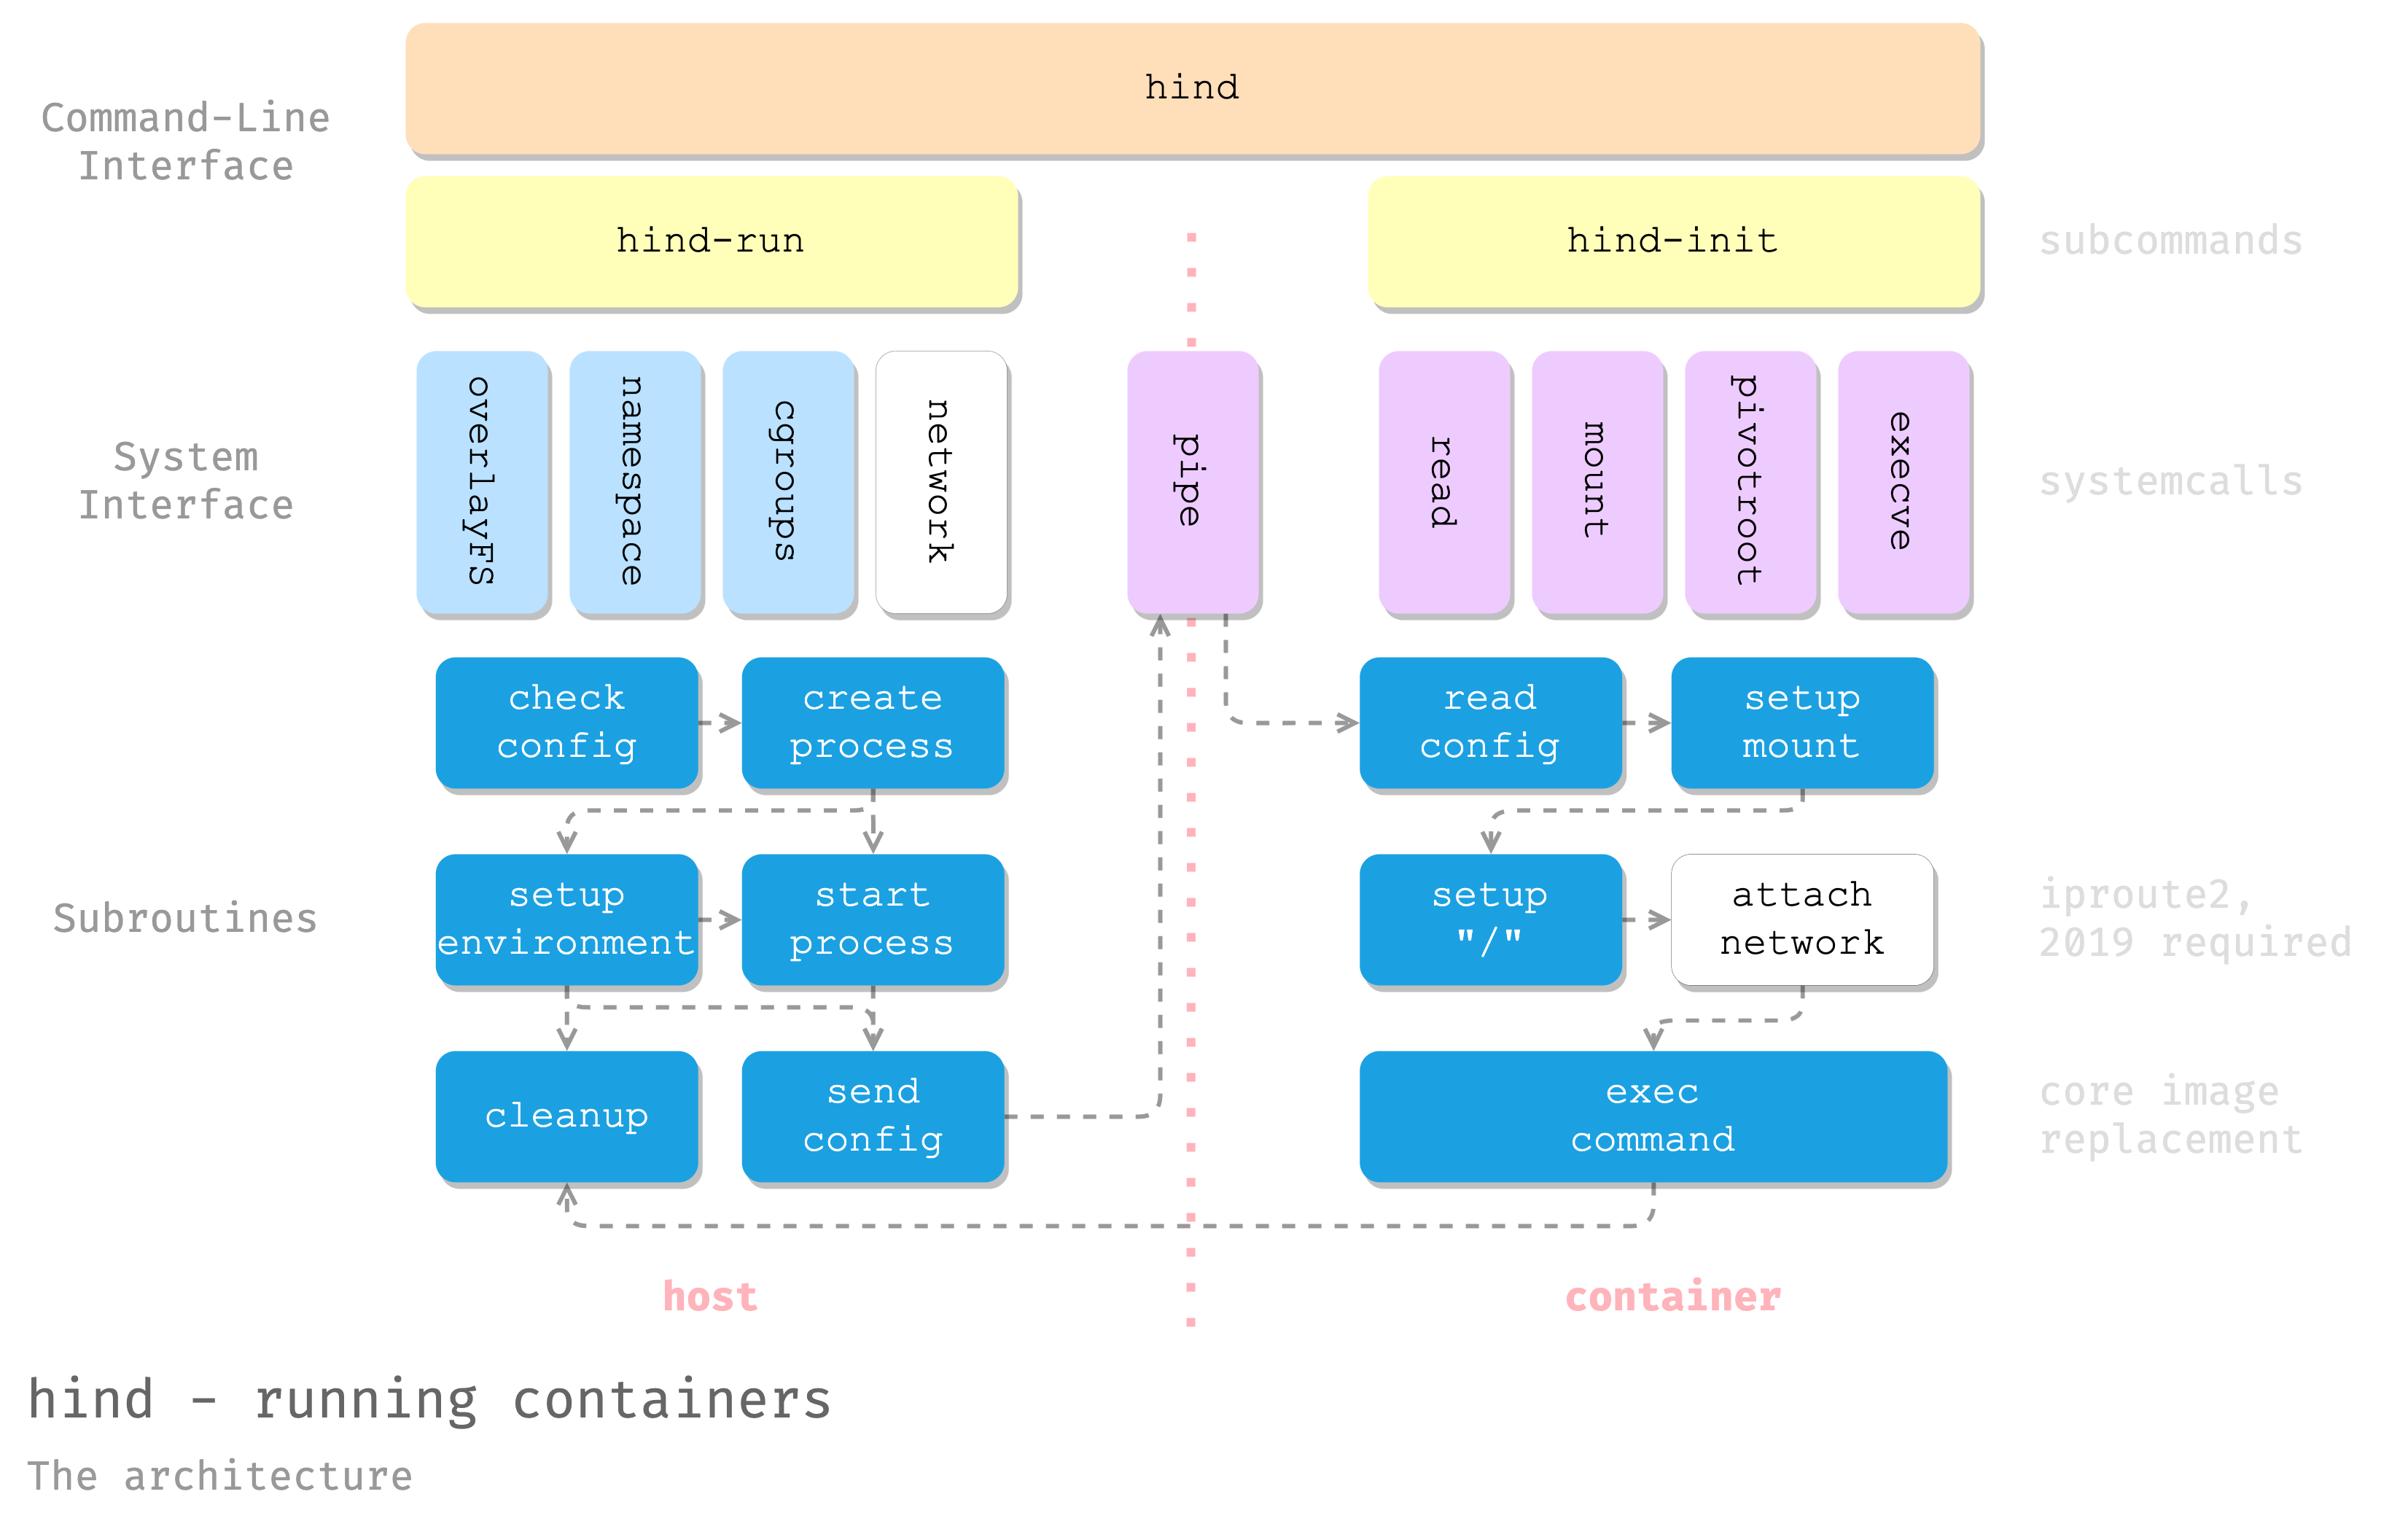 hind
Command-Line
Interface
hind-run
hind-init
subcommands
System
Interface
overlayFS
namespace
cgroups
network
pipe
read
mount
pivotroot
execve
systemcalls
check
config
create
process
read
config
setup
mount
Subroutines
setup
environment
start
process
setup
"/"
attach
network
iproute2,
2019 required
cleanup
send
config
exec
command
core image
replacement
host
container
hind - running containers
The architecture